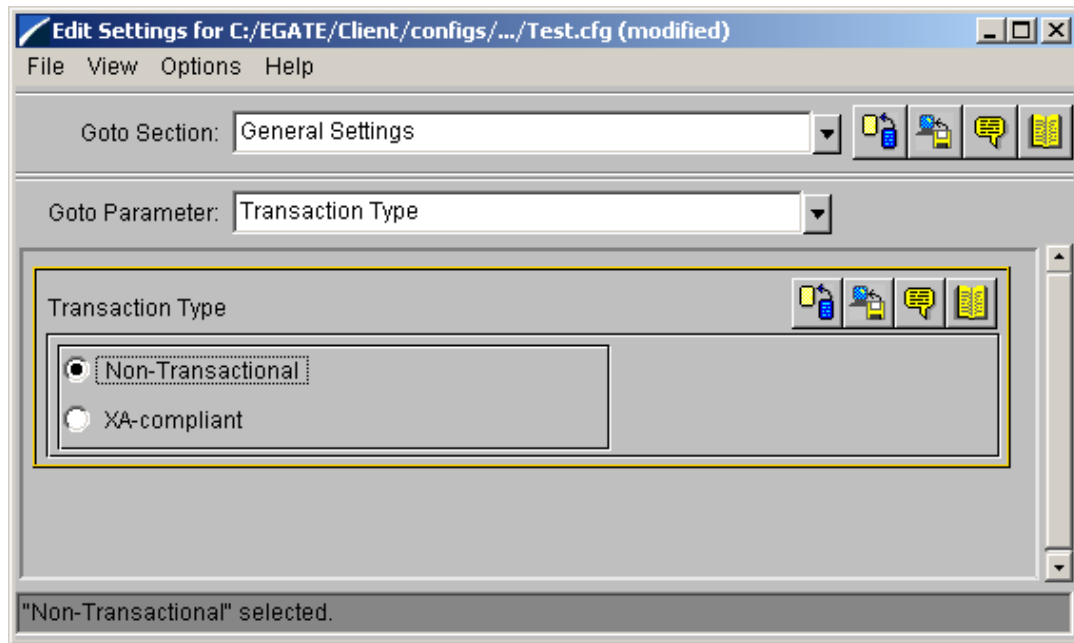 Edit Settings for C:/EGATE/Client/configs/.../Test.cfg (modified)
File View Options Help
Goto Section: General Settings
Goto Parameter: Transaction Type
Transaction Type
Non-Transactional
XA-compliant
"Non-Transactional" selected.